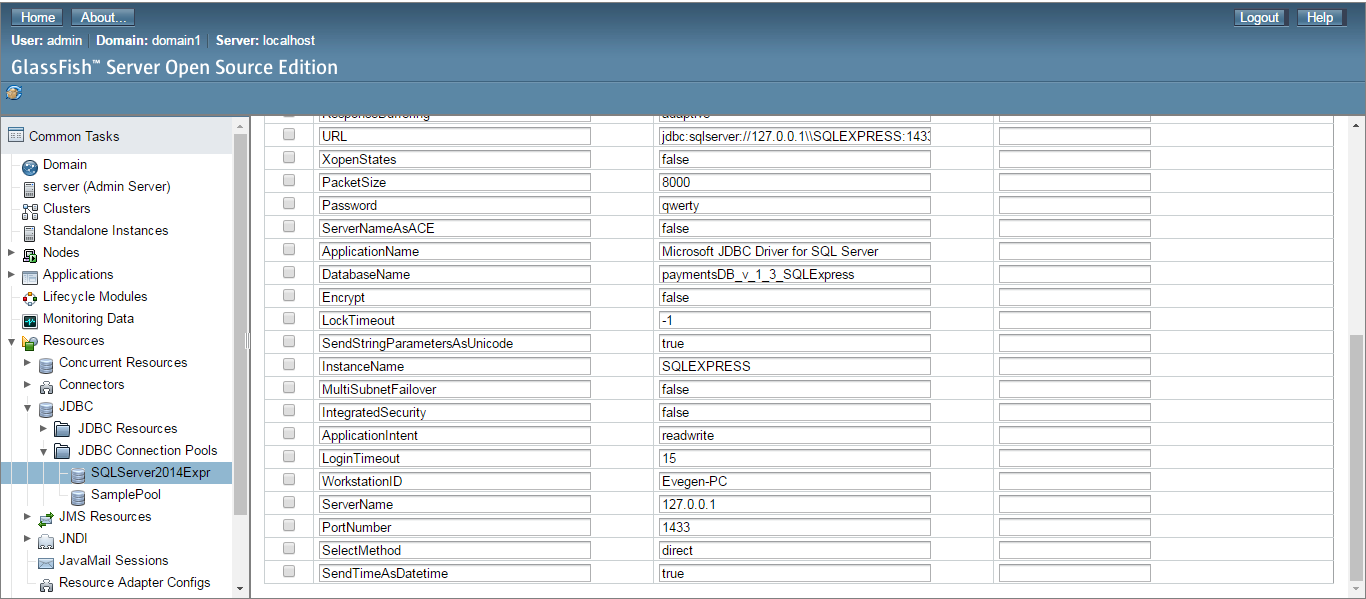 Home About... Logout Help
User: admin Domain: domain1 Server: localhost
GlassFish™ Server Open Source Edition
Common Tasks
Domain
server (Admin Server)
Clusters
Standalone Instances
Nodes
Applications
Lifecycle Modules
Monitoring Data
Resources
Concurrent Resources
Connectors
JDBC
JDBC Resources
JDBC Connection Pools
SQLServer2014Expr
SamplePool
JMS Resources
JNDI
JavaMail Sessions
Resource Adapter Configs
ResponseBuffering adaptive
URL jdbc:sqlserver://127.0.0.1\\SQLEXPRESS:1433
XopenStates false
PacketSize 8000
Password qwerty
ServerNameAsACE false
ApplicationName Microsoft JDBC Driver for SQL Server
DatabaseName paymentsDB_v_1_3_SQLExpress
Encrypt false
LockTimeout -1
SendStringParametersAsUnicode true
InstanceName SQLEXPRESS
MultiSubnetFailover false
IntegratedSecurity false
ApplicationIntent readwrite
LoginTimeout 15
WorkstationID Evegen-PC
ServerName 127.0.0.1
PortNumber 1433
SelectMethod direct
SendTimeAsDatetime true